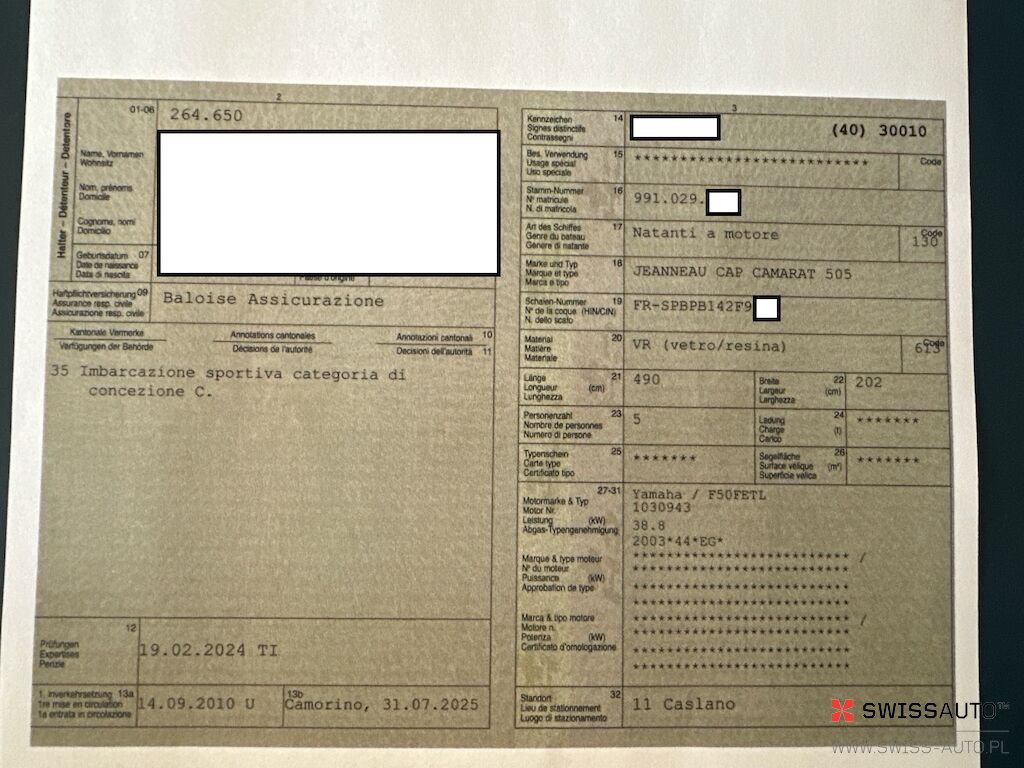 2
01-06 264.650
Halter – Détenteur – Detentore
Name, Vornamen
Wohnsitz
Nom, prénoms
Domicile
Cognome, nomi
Domicilio
Geburtsdatum 07
Date de naissance
Data di nascita
Haftpflichtversicherung 09
Assurance resp. civile
Assicurazione resp. civile
Baloise Assicurazione
Kantonale Vermerke Annotations cantonales Annotazioni cantonali 10
Verfügungen der Behörde Décisions de l'autorité Decisioni dell'autorità 11
35 Imbarcazione sportiva categoria di
concezione C.
12
Prüfungen
Expertises
Perizie
19.02.2024 TI
1. Inverkehrsetzung 13a
1re mise en circulation
1a entrata in circolazione
14.09.2010 U
13b
Camorino, 31.07.2025
3
Kennzeichen 14
Signes distinctifs
Contrassegni
(40) 30010
Bes. Verwendung 15
Usage spécial
Uso speciale
************************** Code
Stamm-Nummer 16
N° matricule
N. di matricola
991.029.
Art des Schiffes 17
Genre du bateau
Genere di natante
Natanti a motore
Code
130
Marke und Typ 18
Marque et type
Marca e tipo
JEANNEAU CAP CAMARAT 505
Schalen-Nummer 19
N° de la coque (HIN/CIN)
N. dello scafo
FR-SPBPB142F9
Material 20
Matière
Materiale
VR (vetro/resina)
Code
613
Länge 21
Longueur (cm)
Lunghezza
490
Breite 22
Largeur (cm)
Larghezza
202
Personenzahl 23
Nombre de personnes
Numero di persone
5
Ladung 24
Charge (t)
Carico
*******
Typenschein 25
Carte type
Certificato tipo
*******
Segelfläche 26
Surface vélique (m²)
Superficie velica
*******
27-31
Motormarke & Typ
Motor Nr.
Leistung (kW)
Abgas-Typengenehmigung
Yamaha / F50FETL
1030943
38.8
2003*44*EG*
Marque & type moteur
N° du moteur
Puissance (kW)
Approbation de type
************************ /
************************
************************
************************
Marca & tipo motore
Motore n.
Potenza (kW)
Certificato d'omologazione
************************ /
************************
************************
************************
Standort 32
Lieu de stationnement
Luogo di stazionamento
11 Caslano
SWISSAUTO™
WWW.SWISS-AUTO.PL